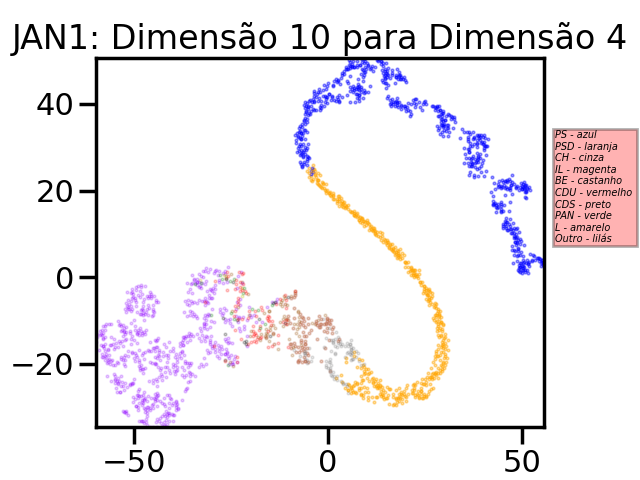 JAN1: Dimensão 10 para Dimensão 4
40
20
0
−20
−50
0
50
PS - azul
PSD - laranja
CH - cinza
IL - magenta
BE - castanho
CDU - vermelho
CDS - preto
PAN - verde
L - amarelo
Outro - lilás